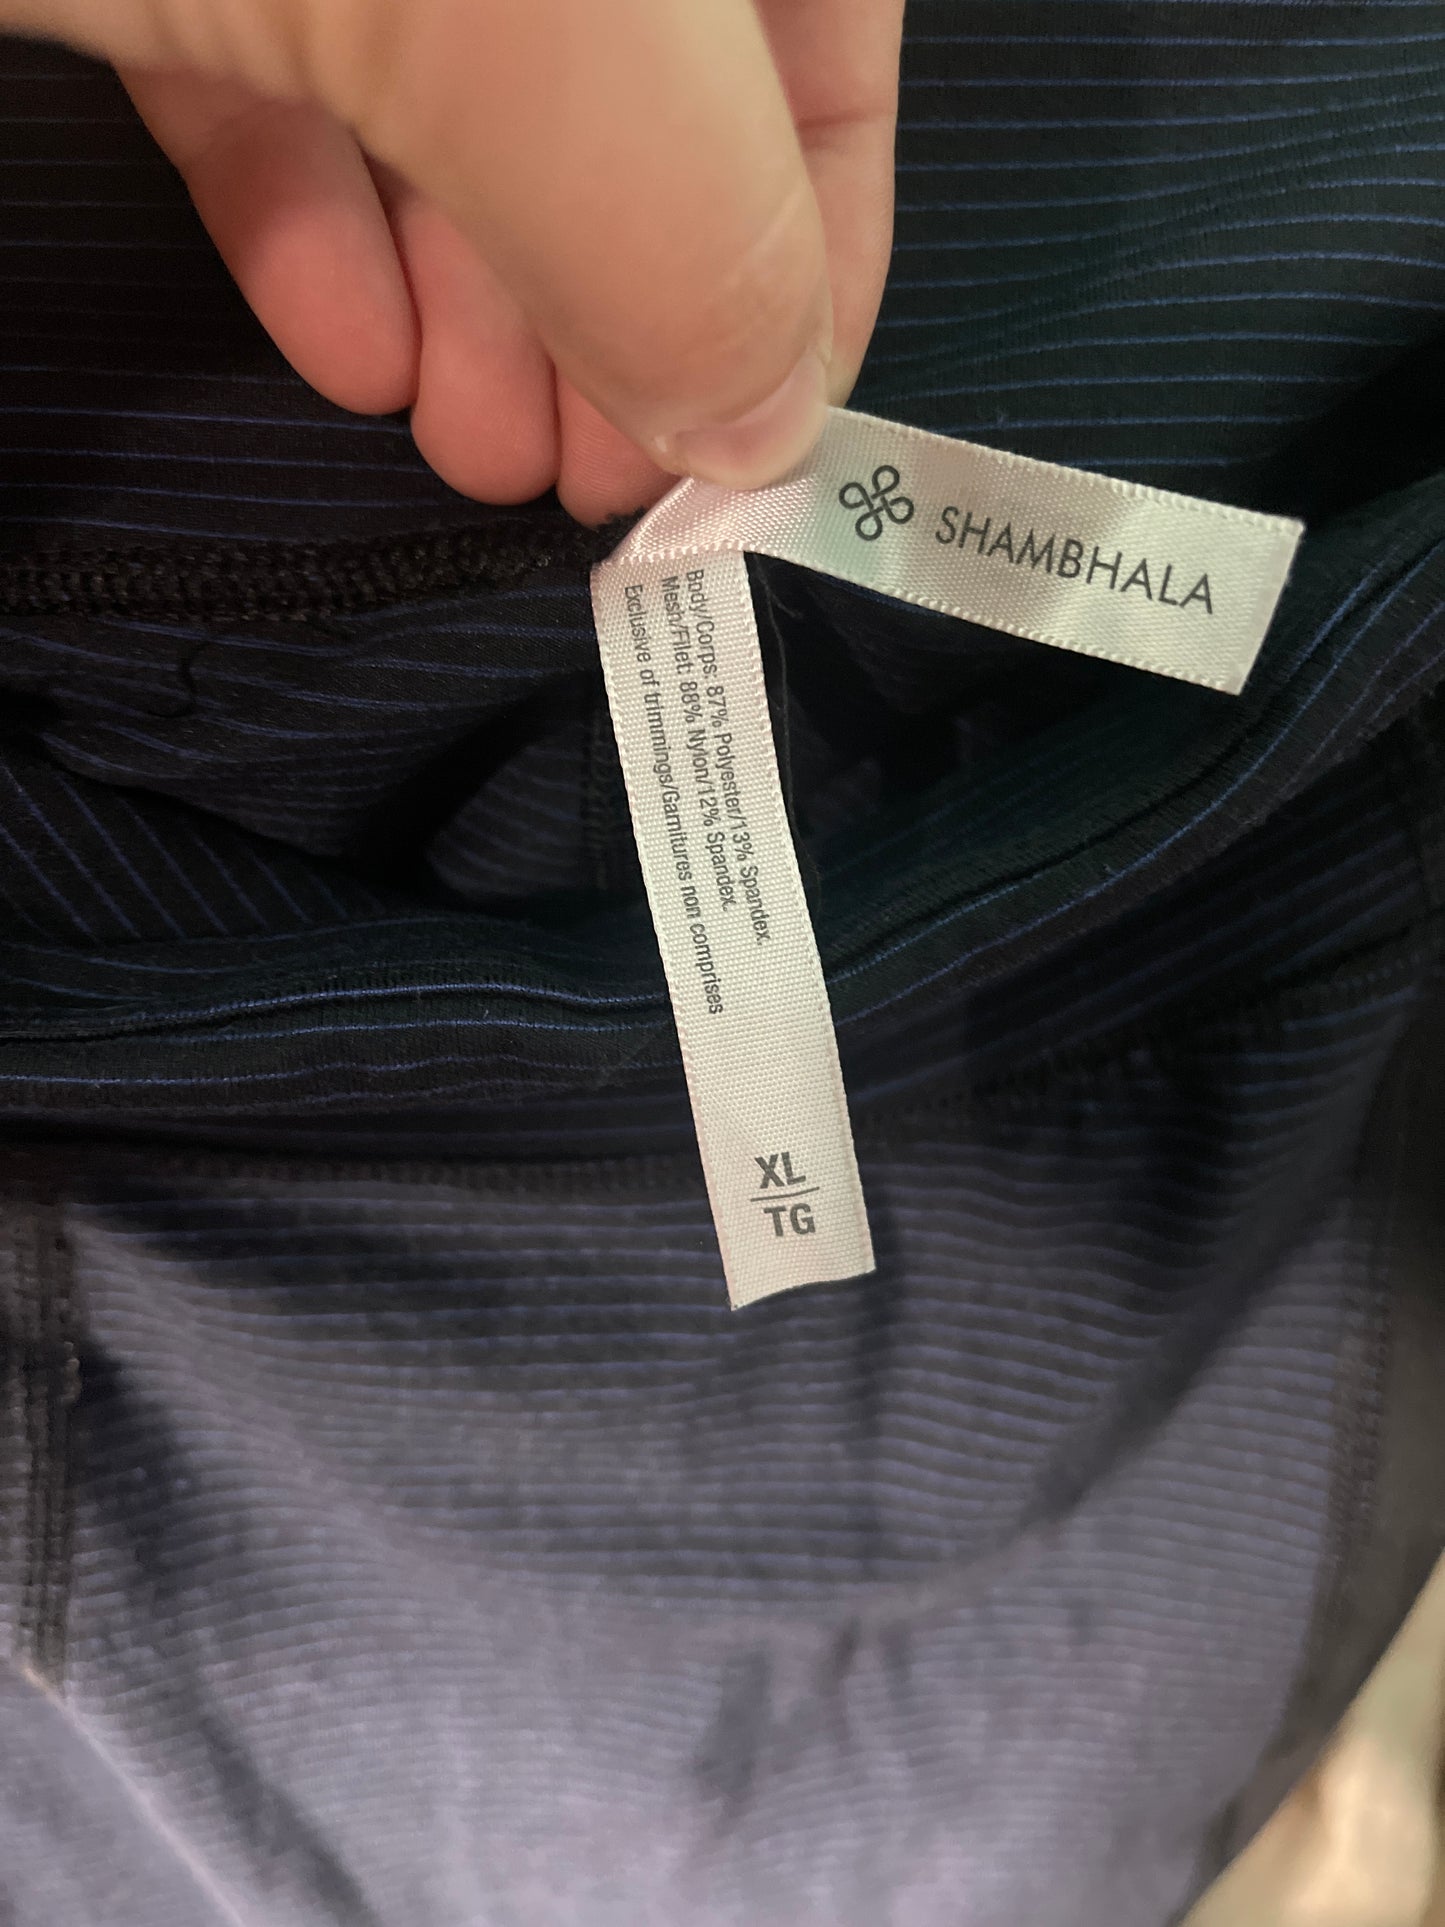 SHAMBHALA
Body/Corps: 87% Polyester/13% Spandex.
Mesh/Filet: 88% Nylon/12% Spandex.
Exclusive of trimmings/Garnitures non comprises
XL
TG